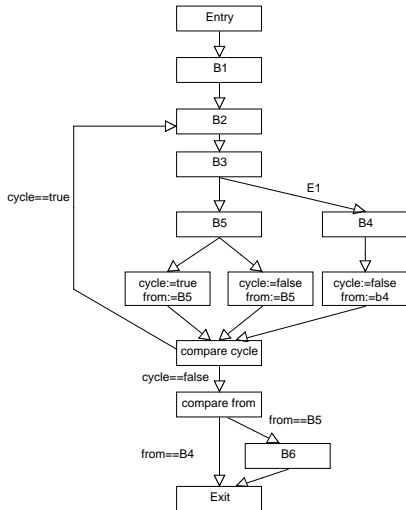 Entry
B1
B2
B3
cycle==true
E1
B5
B4
cycle:=true
from:=B5
cycle:=false
from:=B5
cycle:=false
from:=b4
compare cycle
cycle==false
compare from
from==B5
from==B4
B6
Exit